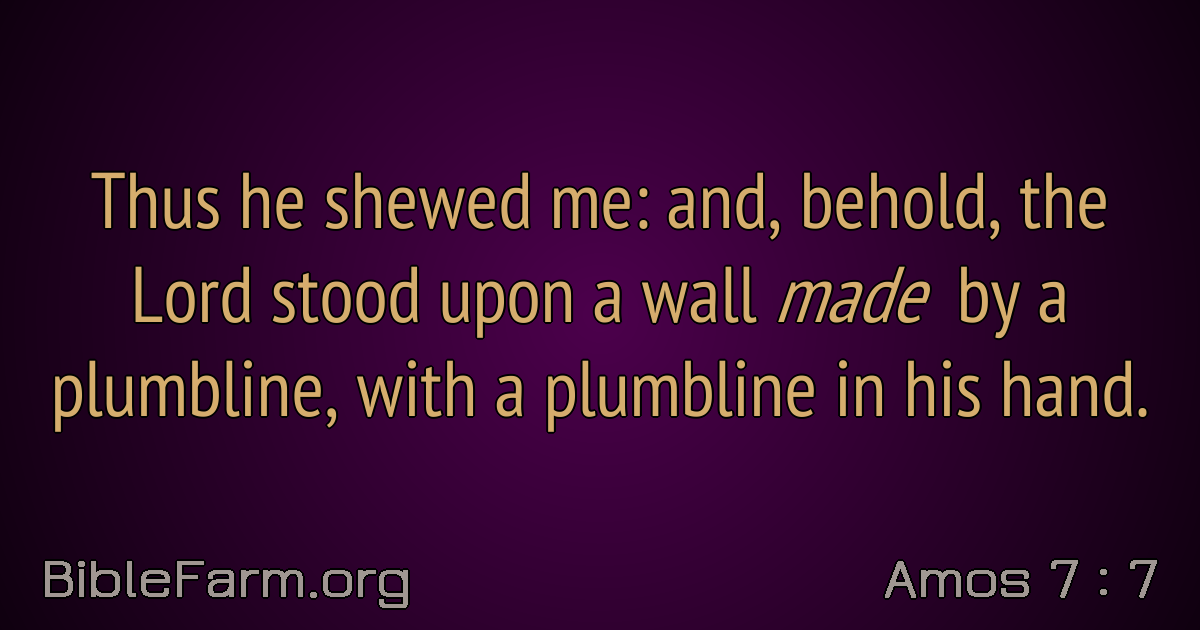 Thus he shewed me: and, behold, the
Lord stood upon a wall made by a
plumbline, with a plumbline in his hand.
BibleFarm.org
Amos 7 : 7